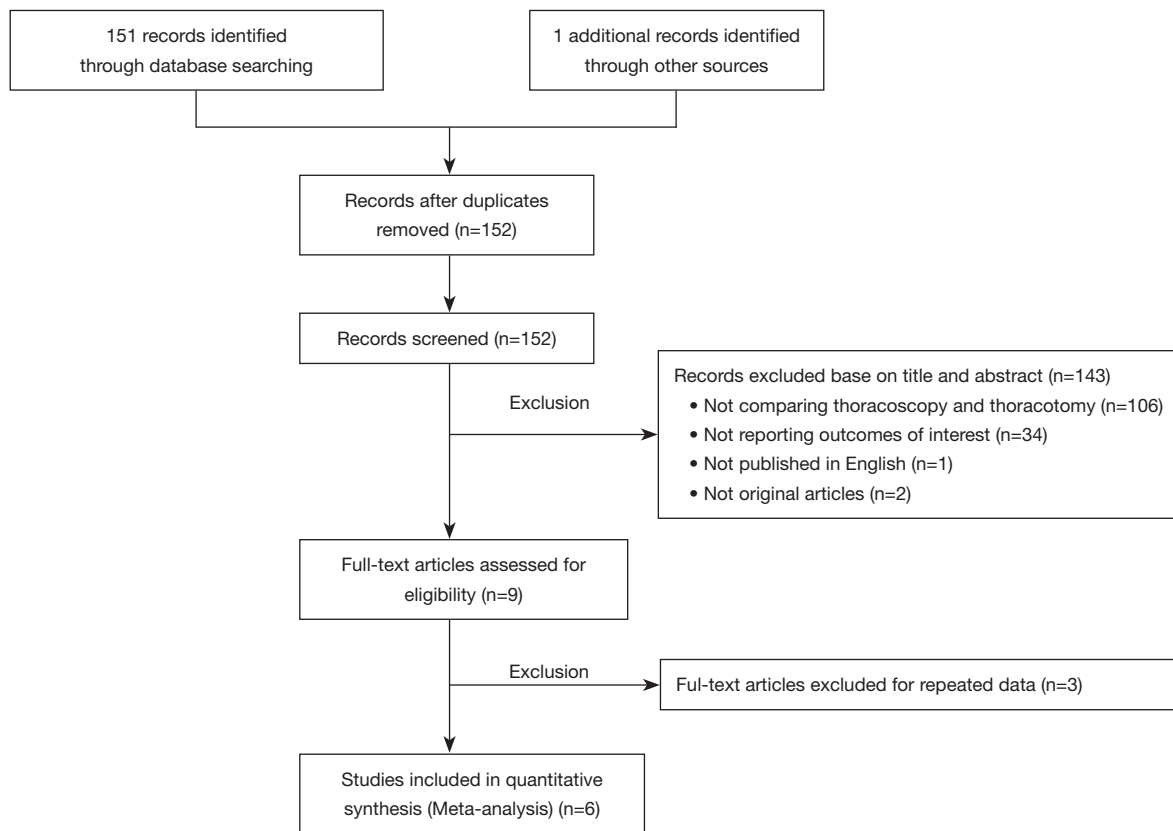 151 records identified
through database searching
1 additional records identified
through other sources
Records after duplicates
removed (n=152)
Records screened (n=152)
Exclusion
Records excluded base on title and abstract (n=143)
• Not comparing thoracoscopy and thoracotomy (n=106)
• Not reporting outcomes of interest (n=34)
• Not published in English (n=1)
• Not original articles (n=2)
Full-text articles assessed for
eligibility (n=9)
Exclusion
Ful-text articles excluded for repeated data (n=3)
Studies included in quantitative
synthesis (Meta-analysis) (n=6)